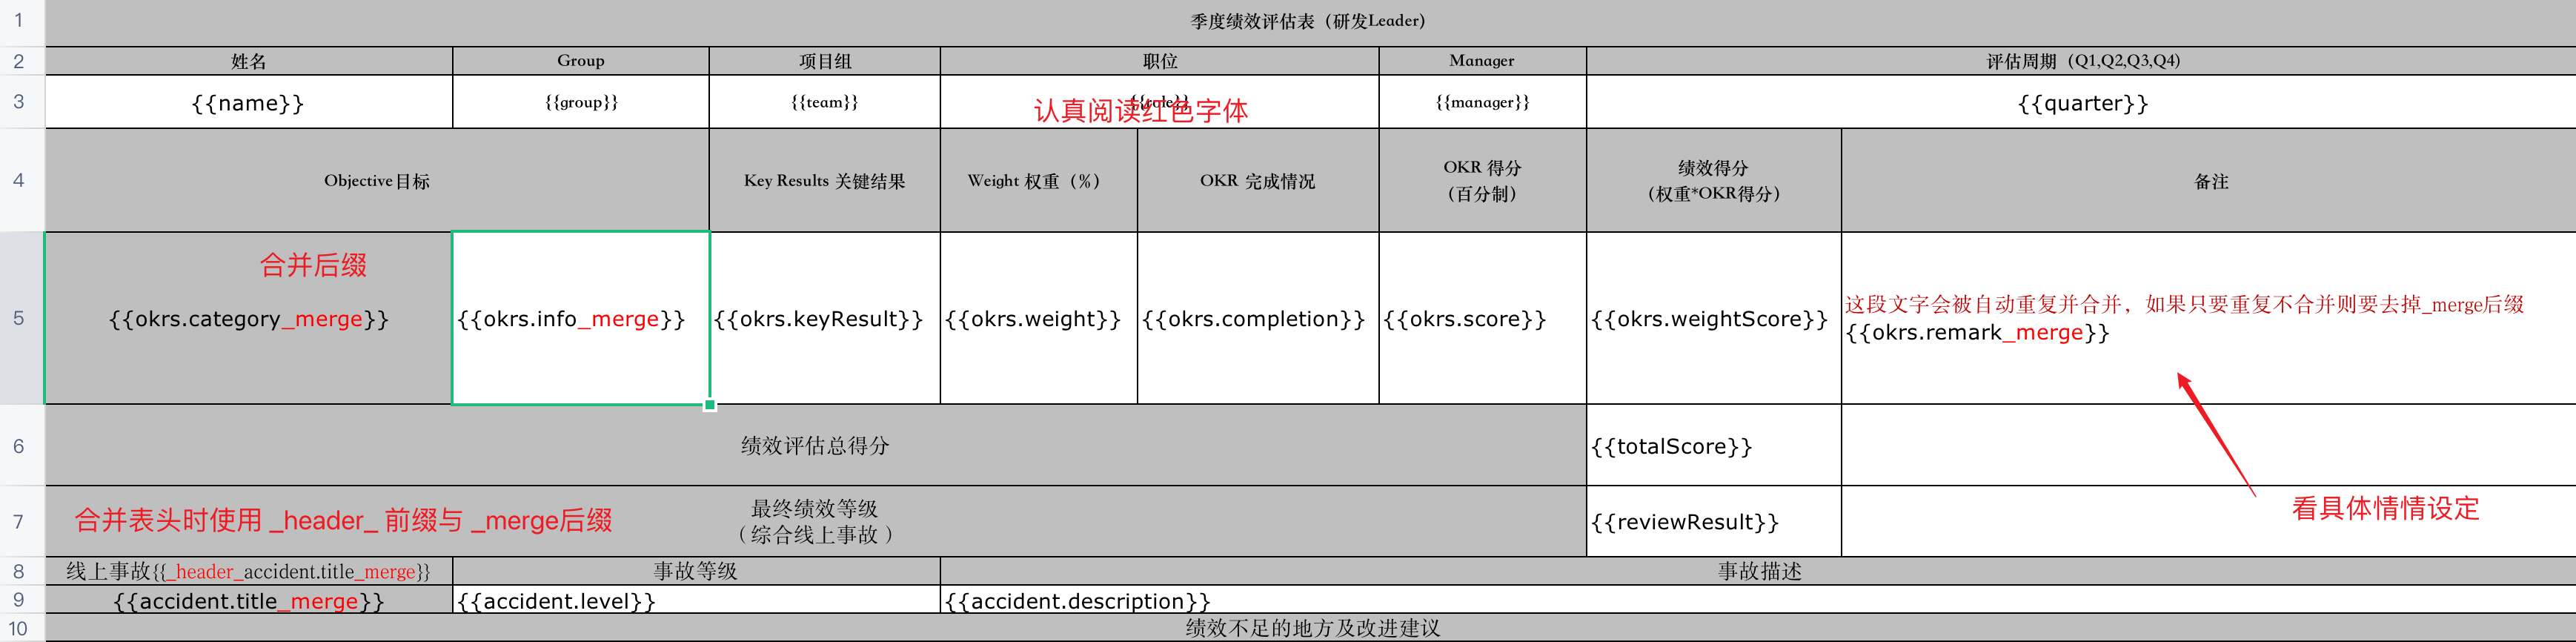 1
季度绩效评估表（研发Leader）
2
姓名
Group
项目组
职位
Manager
评估周期（Q1,Q2,Q3,Q4）
3
{{name}}
{{group}}
{{team}}
{{role}}
认真阅读红色字体
{{manager}}
{{quarter}}
4
Objective目标
Key Results 关键结果
Weight 权重（%）
OKR 完成情况
OKR 得分
（百分制）
绩效得分
（权重*OKR得分）
备注
5
合并后缀
{{okrs.category_merge}}
{{okrs.info_merge}}
{{okrs.keyResult}}
{{okrs.weight}}
{{okrs.completion}}
{{okrs.score}}
{{okrs.weightScore}}
这段文字会被自动重复并合并，如果只要重复不合并则要去掉_merge后缀
{{okrs.remark_merge}}
6
绩效评估总得分
{{totalScore}}
7
合并表头时使用 _header_ 前缀与 _merge后缀
最终绩效等级
（综合线上事故 ）
{{reviewResult}}
看具体情情设定
8
线上事故{{_header_accident.title_merge}}
事故等级
事故描述
9
{{accident.title_merge}}
{{accident.level}}
{{accident.description}}
10
绩效不足的地方及改进建议